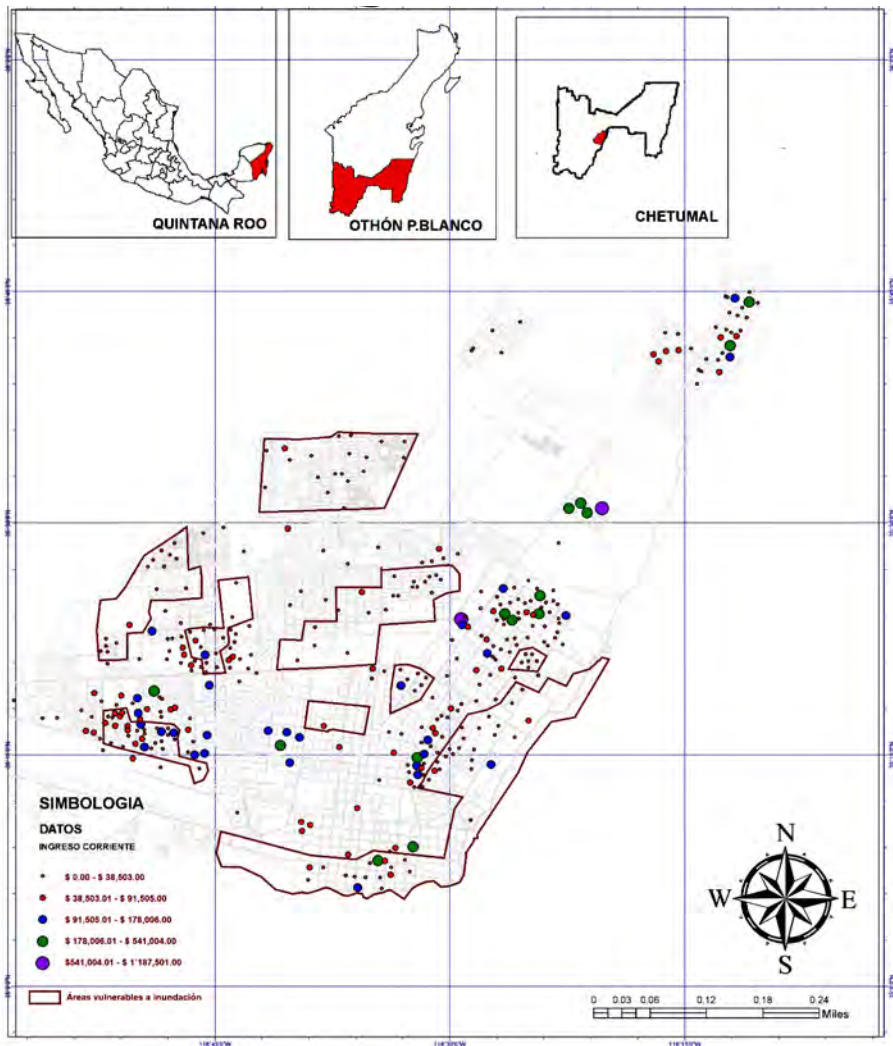 QUINTANA ROO
OTHÓN P.BLANCO
CHETUMAL
SIMBOLOGIA
DATOS
INGRESO CORRIENTE
$ 0.00 - $ 38,503.00
$ 38,503.01 - $ 91,505.00
$ 91,505.01 - $ 178,006.00
$ 178,006.01 - $ 541,004.00
$541,004.01 - $ 1'187,501.00
Áreas vulnerables a inundación
N
W E
S
0 0.03 0.06 0.12 0.18 0.24
Miles